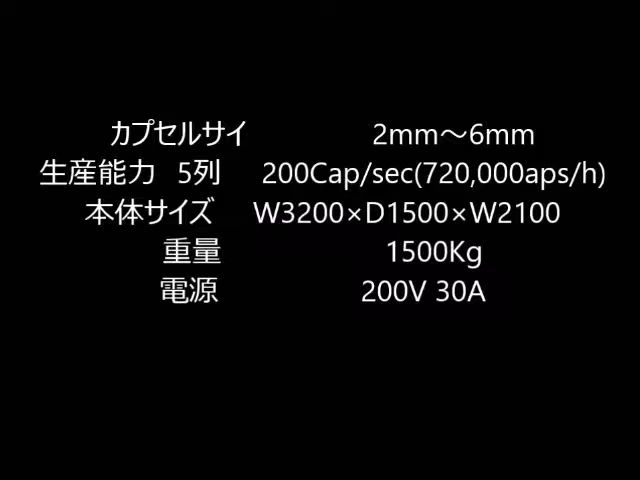 カプセルサイ 2mm～6mm
生産能力 5列 200Cap/sec(720,000aps/h)
本体サイズ W3200×D1500×W2100
重量 1500Kg
電源 200V 30A